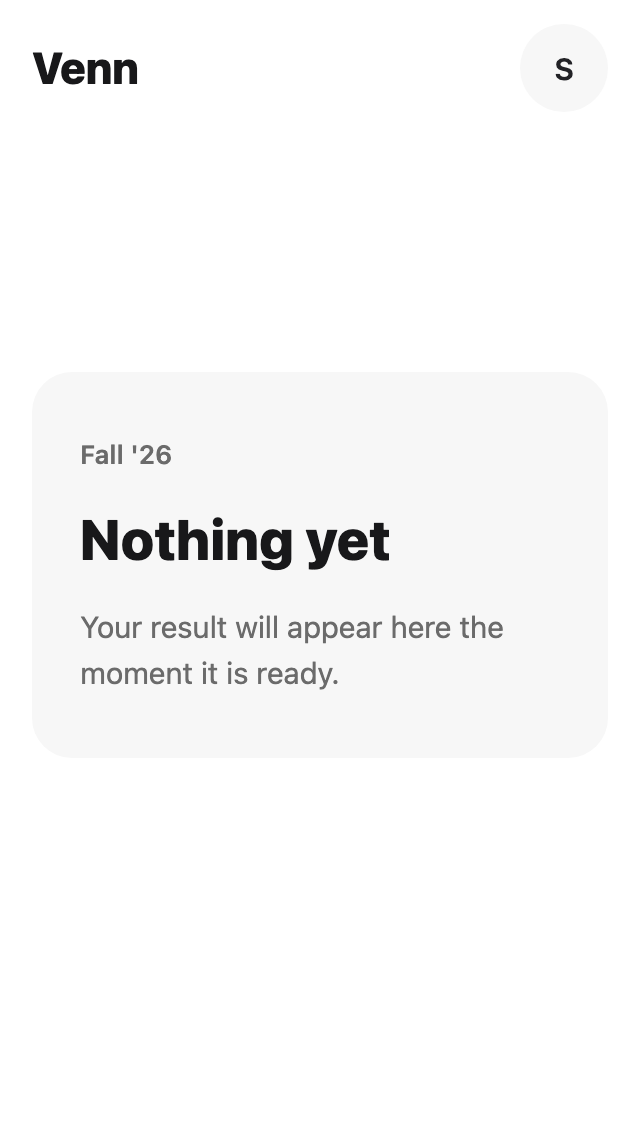 Venn
S
Fall '26
Nothing yet
Your result will appear here the
moment it is ready.